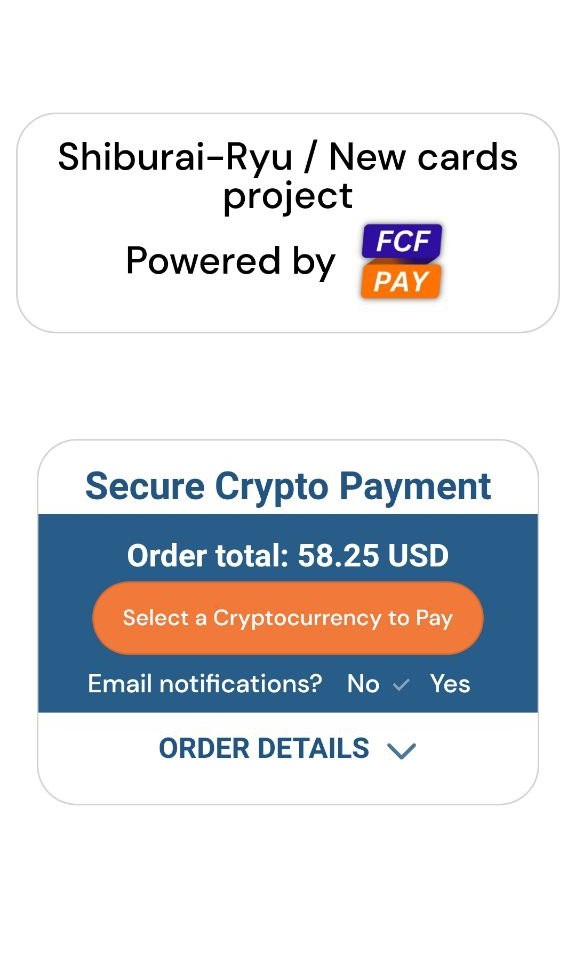 Shiburai-Ryu / New cards
project
Powered by FCF
PAY
Secure Crypto Payment
Order total: 58.25 USD
Select a Cryptocurrency to Pay
Email notifications? No Yes
ORDER DETAILS